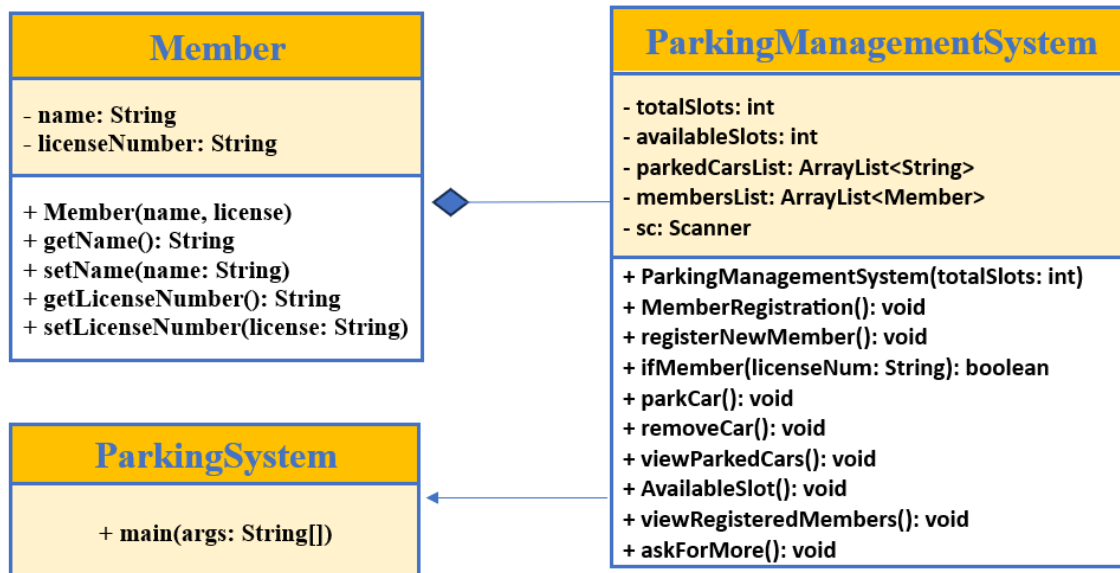 Member
- name: String
- licenseNumber: String
+ Member(name, license)
+ getName(): String
+ setName(name: String)
+ getLicenseNumber(): String
+ setLicenseNumber(license: String)
ParkingManagementSystem
- totalSlots: int
- availableSlots: int
- parkedCarsList: ArrayList<String>
- membersList: ArrayList<Member>
- sc: Scanner
+ ParkingManagementSystem(totalSlots: int)
+ MemberRegistration(): void
+ registerNewMember(): void
+ ifMember(licenseNum: String): boolean
+ parkCar(): void
+ removeCar(): void
+ viewParkedCars(): void
+ AvailableSlot(): void
+ viewRegisteredMembers(): void
+ askForMore(): void
ParkingSystem
+ main(args: String[])